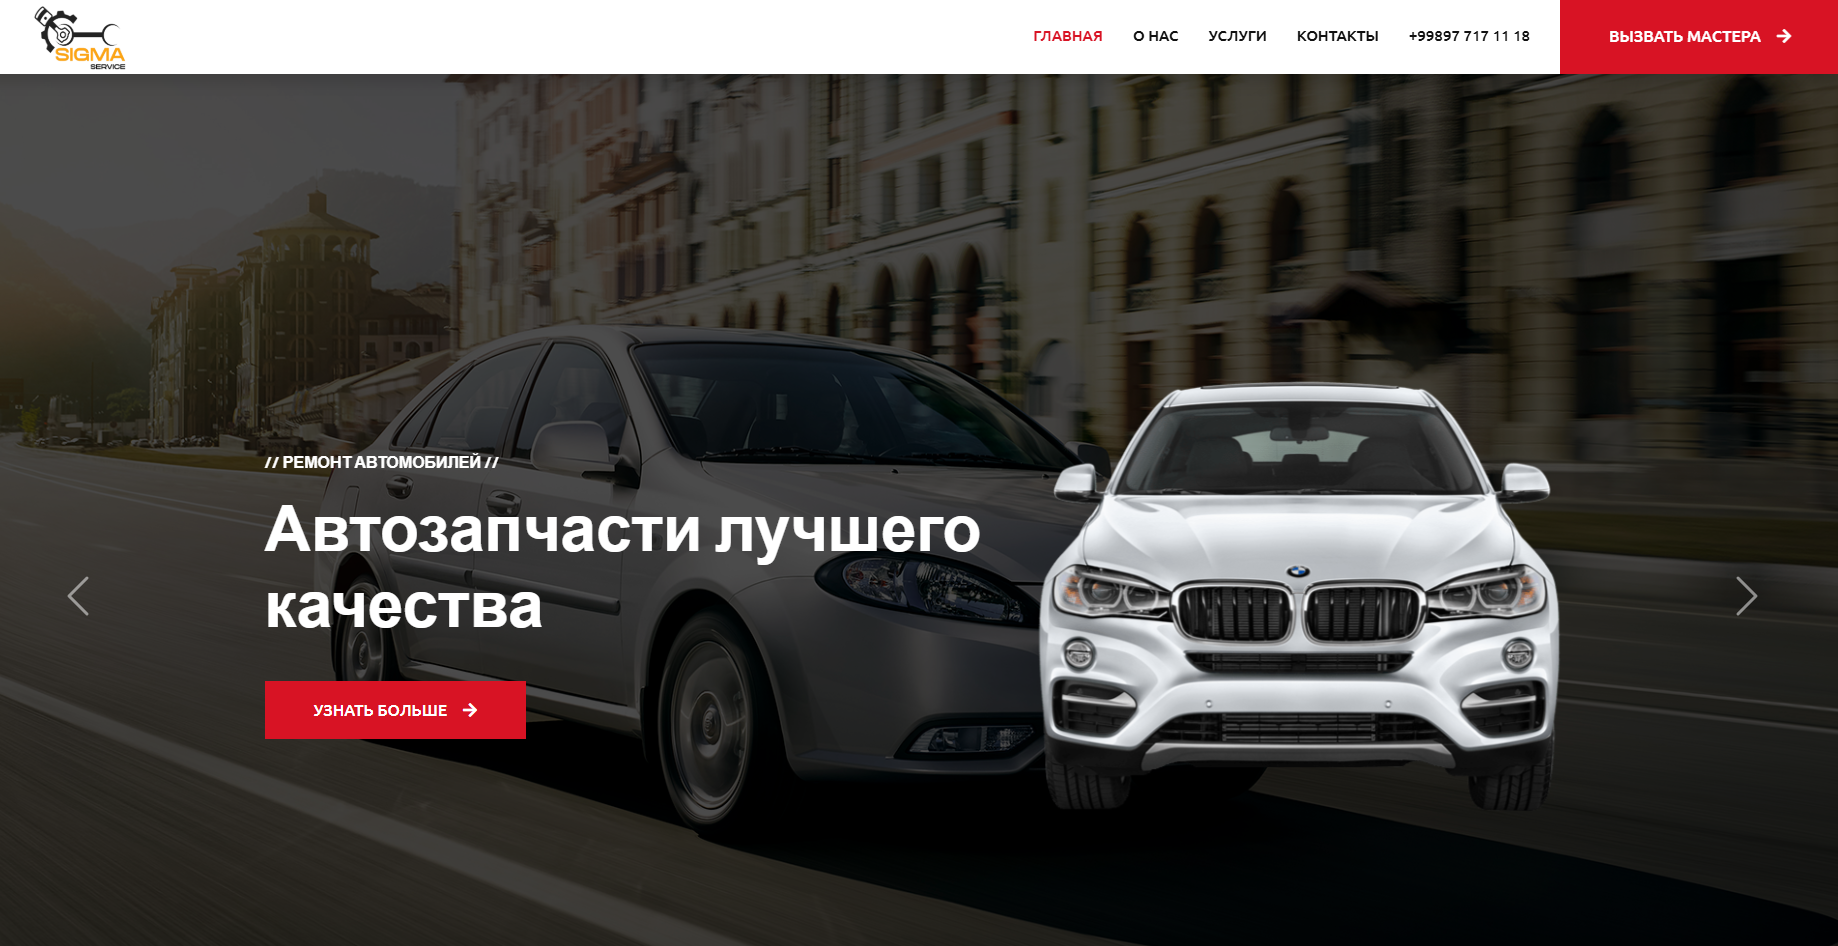 SIGMA
SERVICE
ГЛАВНАЯ
О НАС
УСЛУГИ
КОНТАКТЫ
+99897 717 11 18
ВЫЗВАТЬ МАСТЕРА
// РЕМОНТ АВТОМОБИЛЕЙ //
Автозапчасти лучшего
качества
УЗНАТЬ БОЛЬШЕ